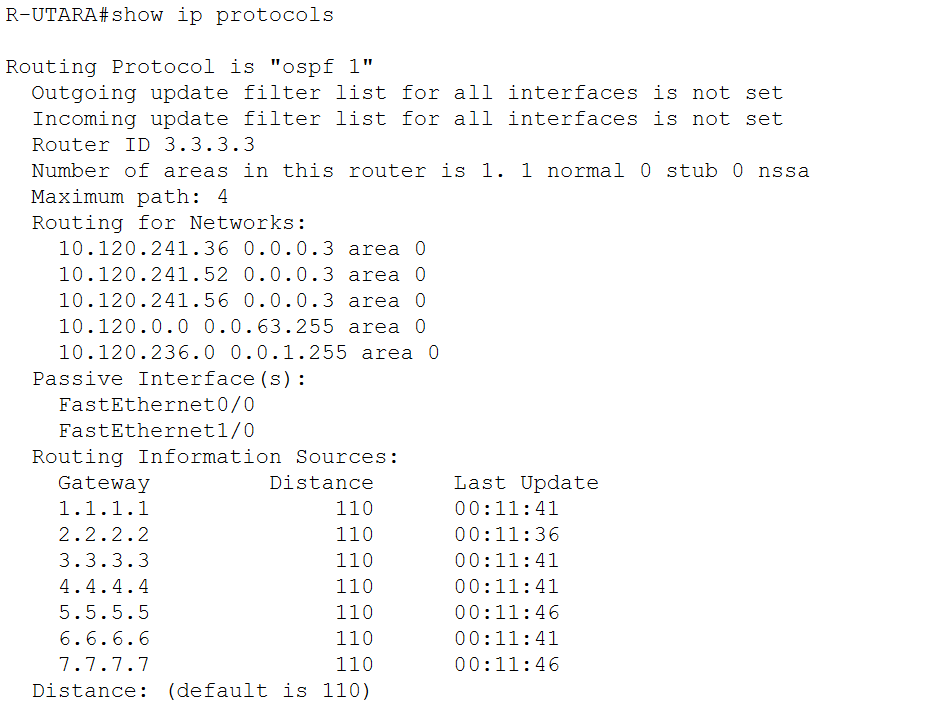 R-UTARA#show ip protocols

Routing Protocol is "ospf 1"
  Outgoing update filter list for all interfaces is not set
  Incoming update filter list for all interfaces is not set
  Router ID 3.3.3.3
  Number of areas in this router is 1. 1 normal 0 stub 0 nssa
  Maximum path: 4
  Routing for Networks:
    10.120.241.36 0.0.0.3 area 0
    10.120.241.52 0.0.0.3 area 0
    10.120.241.56 0.0.0.3 area 0
    10.120.0.0 0.0.63.255 area 0
    10.120.236.0 0.0.1.255 area 0
  Passive Interface(s):
    FastEthernet0/0
    FastEthernet1/0
  Routing Information Sources:
    Gateway         Distance      Last Update
    1.1.1.1              110      00:11:41
    2.2.2.2              110      00:11:36
    3.3.3.3              110      00:11:41
    4.4.4.4              110      00:11:41
    5.5.5.5              110      00:11:46
    6.6.6.6              110      00:11:41
    7.7.7.7              110      00:11:46
  Distance: (default is 110)